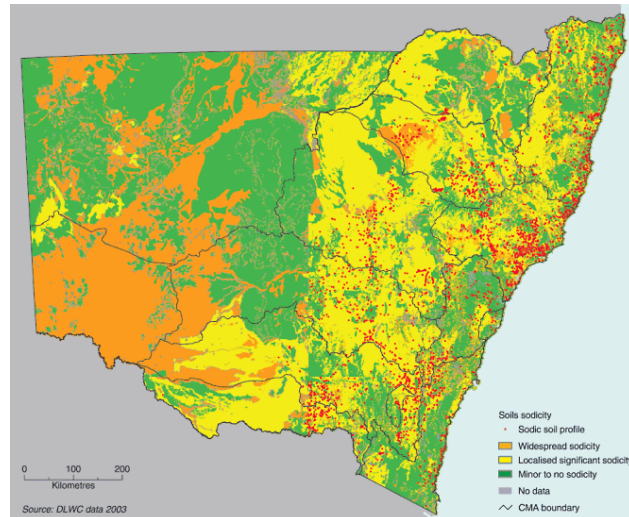 Soils sodicity
Sodic soil profile
Widespread sodicity
Localised significant sodicity
Minor to no sodicity
No data
CMA boundary
0 100 200
Kilometres
Source: DLWC data 2003